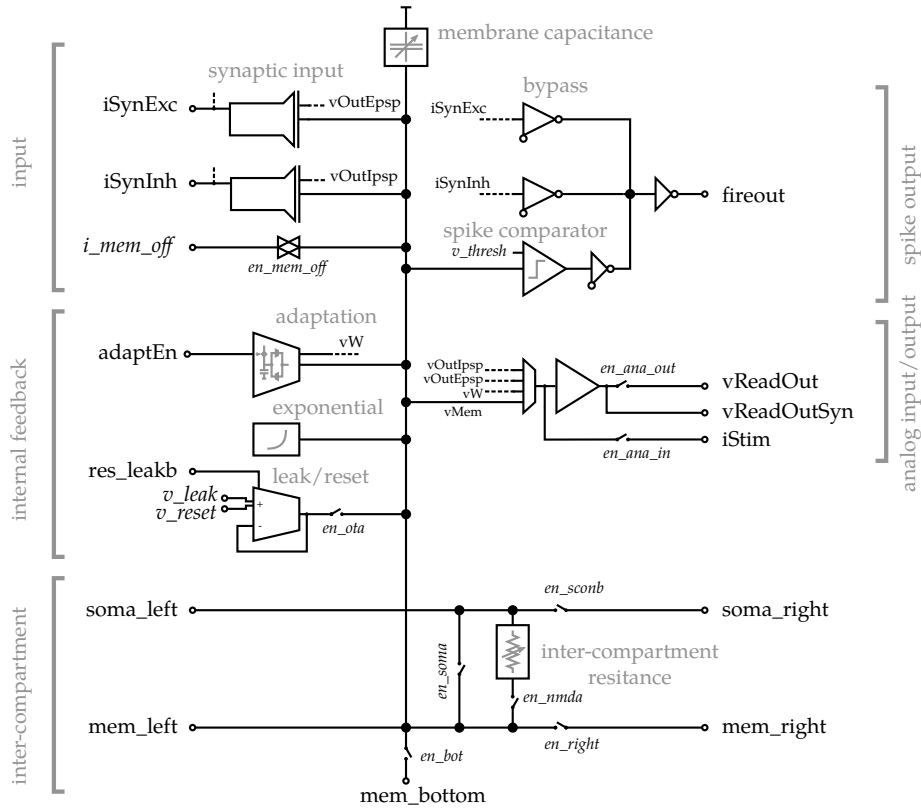 membrane capacitance
input
synaptic input
iSynExc
vOutEpsp
iSynInh
vOutIpsp
i_mem_off
en_mem_off
bypass
iSynExc
iSynInh
fireout
spike comparator
v_thresh
spike output
internal feedback
adaptation
adaptEn
vW
exponential
res_leakb
leak/reset
v_leak
v_reset
+
-
en_ota
vOutIpsp
vOutEpsp
vW
vMem
en_ana_out
vReadOut
vReadOutSyn
iStim
en_ana_in
analog input/output
inter-compartment
soma_left
en_sconb
soma_right
en_soma
inter-compartment
resitance
en_nmda
mem_left
en_right
mem_right
en_bot
mem_bottom